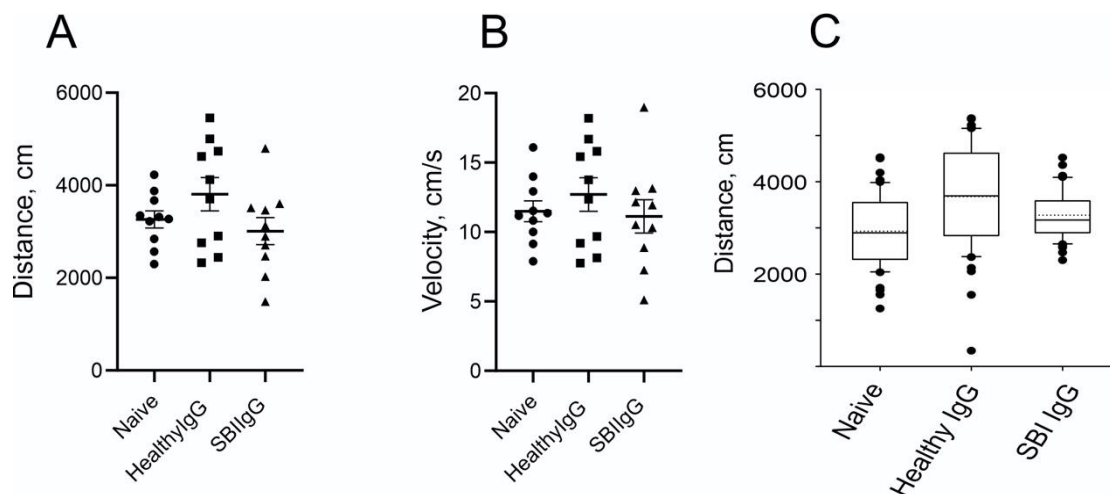 A
Distance, cm
6000
4000
2000
0
Naive
HealthyIgG
SBIIgG
B
Velocity, cm/s
20
15
10
5
0
Naive
HealthyIgG
SBIIgG
C
Distance, cm
6000
4000
2000
Naive
Healthy IgG
SBI IgG